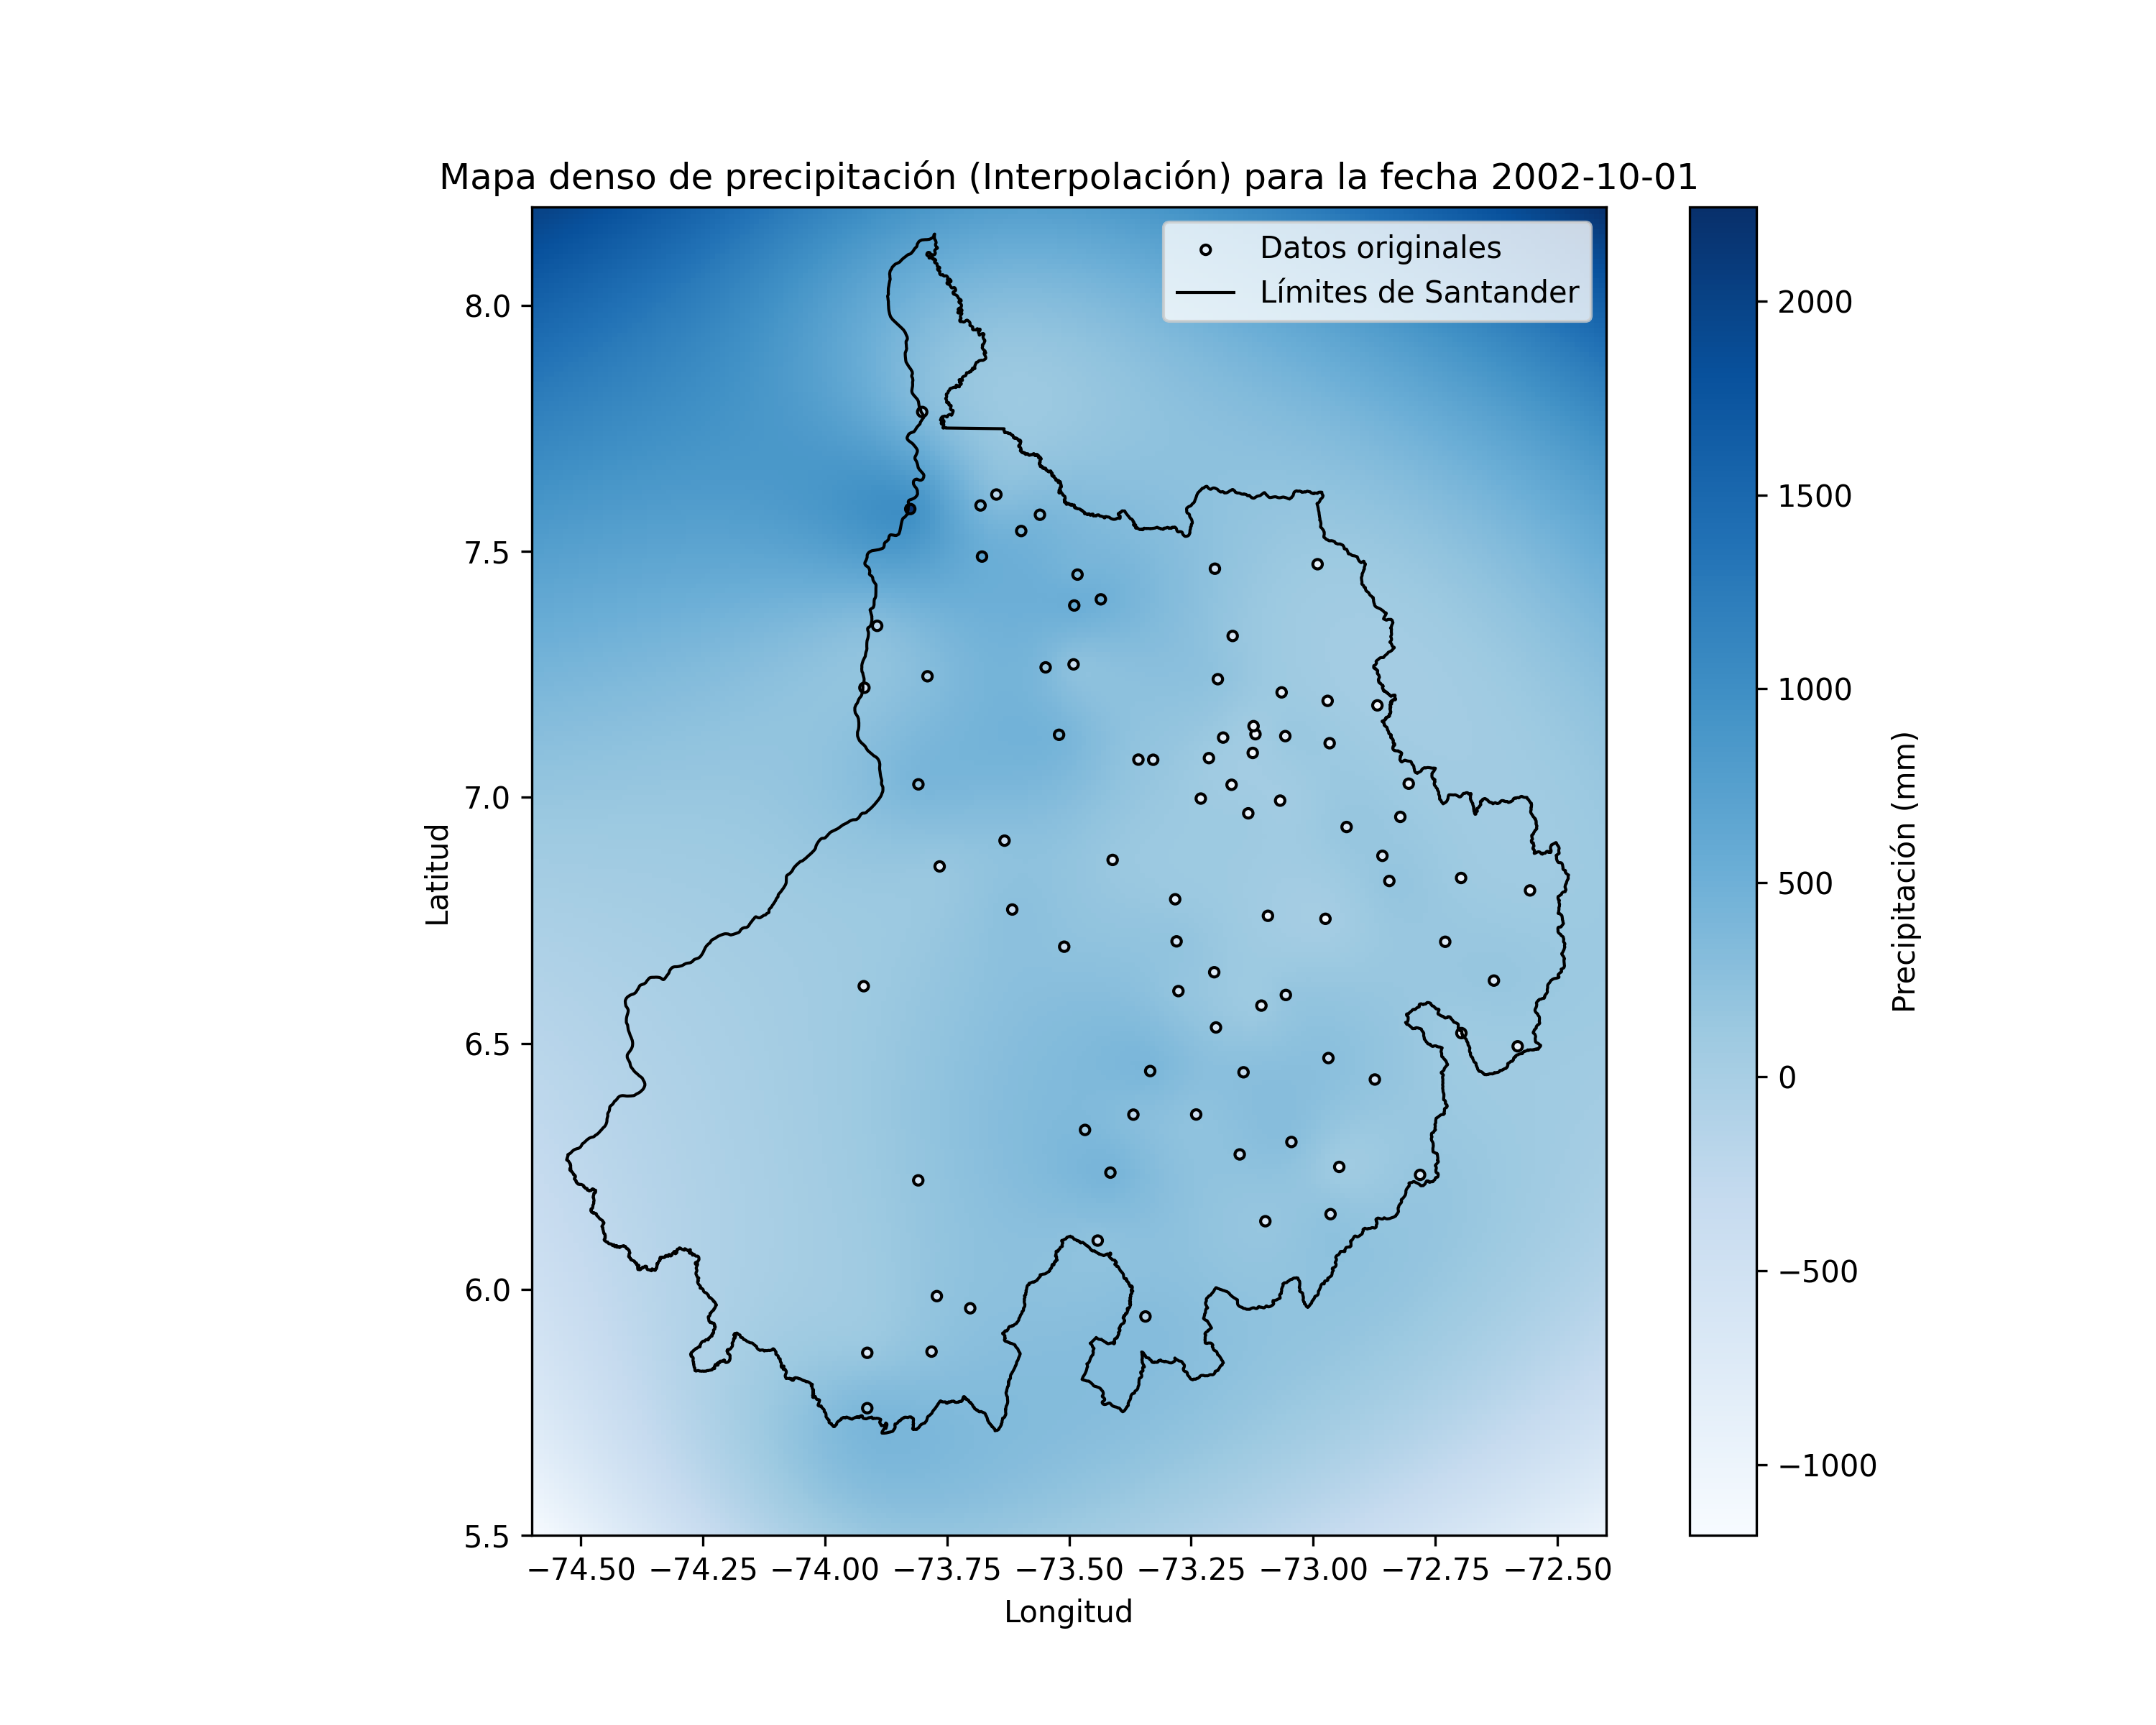 Mapa denso de precipitación (Interpolación) para la fecha 2002-10-01
Datos originales
Límites de Santander
8.0
7.5
7.0
6.5
6.0
5.5
Latitud
−74.50 −74.25 −74.00 −73.75 −73.50 −73.25 −73.00 −72.75 −72.50
Longitud
2000
1500
1000
500
0
−500
−1000
Precipitación (mm)